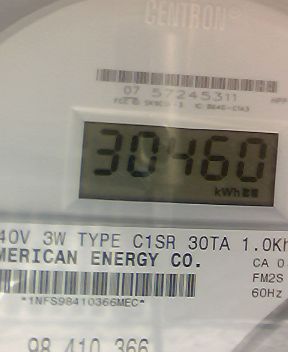 CENTRON®
07 57245311
30460
kWh
40V 3W TYPE C1SR 30TA 1.0Kh
MERICAN ENERGY CO.
CA 0
FM2S
*1NFS98410366MEC*
60Hz
98 410 366